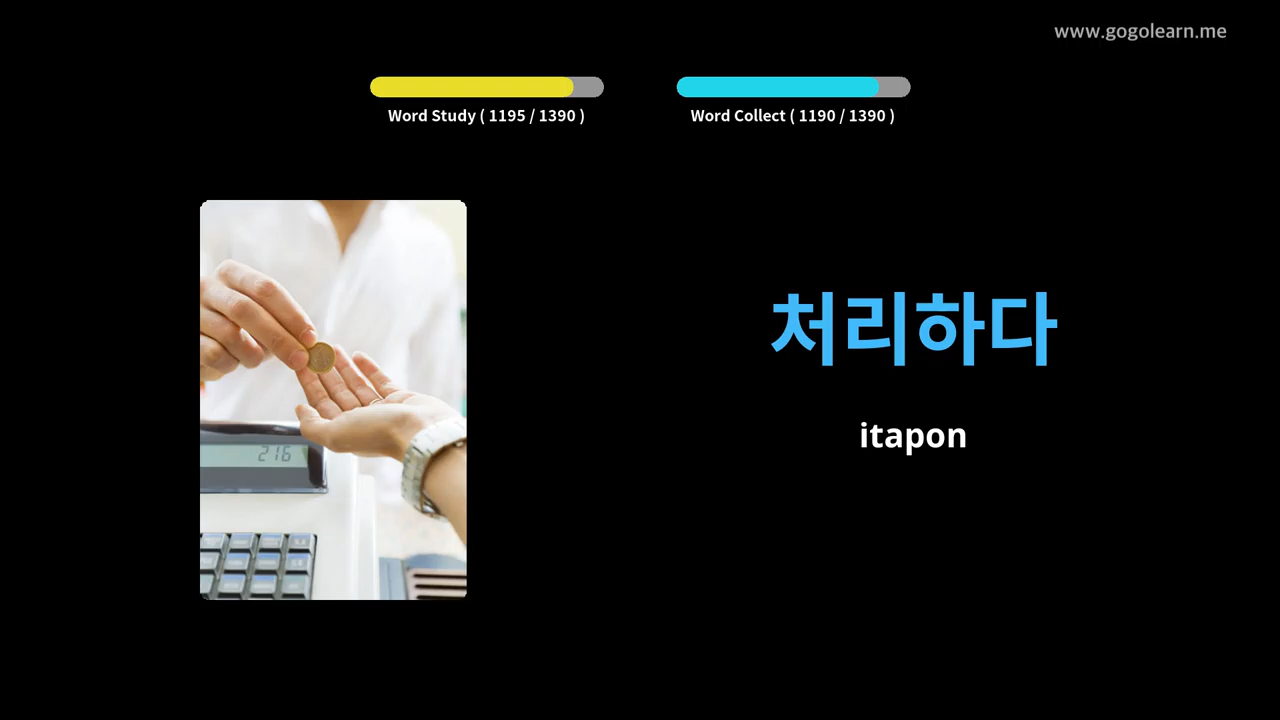 www.gogolearn.me
Word Study ( 1195 / 1390 )
Word Collect ( 1190 / 1390 )
처리하다
itapon
216